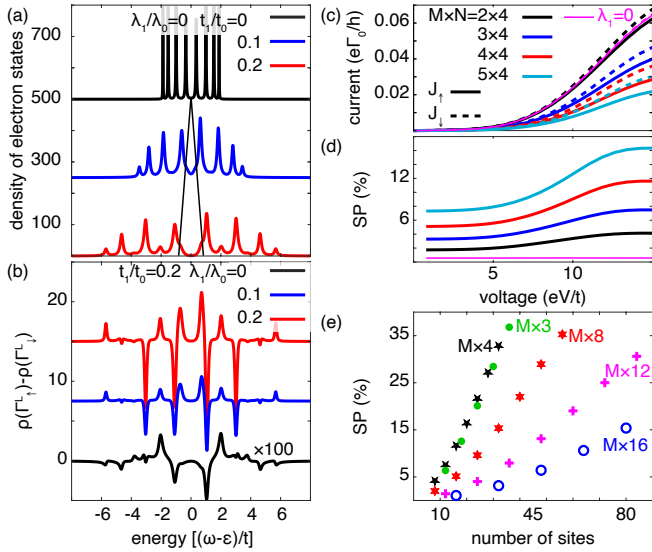 (a)
λ₁/λ₀=0 t₁/t₀=0
0.1
0.2
700
500
300
100
density of electron states
(b)
t₁/t₀=0.2 λ₁/λ₀=0
0.1
0.2
20
10
0
×100
ρ(Γᴸ↑)-ρ(Γᴸ↓)
-6 -4 -2 0 2 4 6
energy [(ω-ε)/t]
(c)
M×N=2×4
3×4
4×4
5×4
λ₁=0
J↑
J↓
0.06
0.04
0.02
current (eΓ₀/h)
(d)
12
6
SP (%)
5 10
voltage (eV/t)
(e)
M×3
M×4
M×8
M×12
M×16
35
25
15
5
SP (%)
10 45 80
number of sites